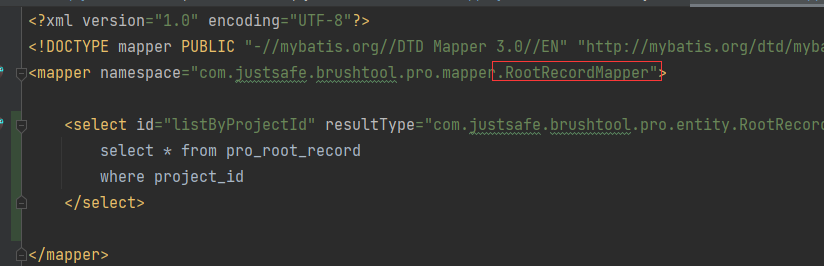 <?xml version="1.0" encoding="UTF-8"?>
<!DOCTYPE mapper PUBLIC "-//mybatis.org//DTD Mapper 3.0//EN" "http://mybatis.org/dtd/myba
<mapper namespace="com.justsafe.brushtool.pro.mapper.RootRecordMapper">
<select id="listByProjectId" resultType="com.justsafe.brushtool.pro.entity.RootRecor
select * from pro_root_record
where project_id
</select>
</mapper>